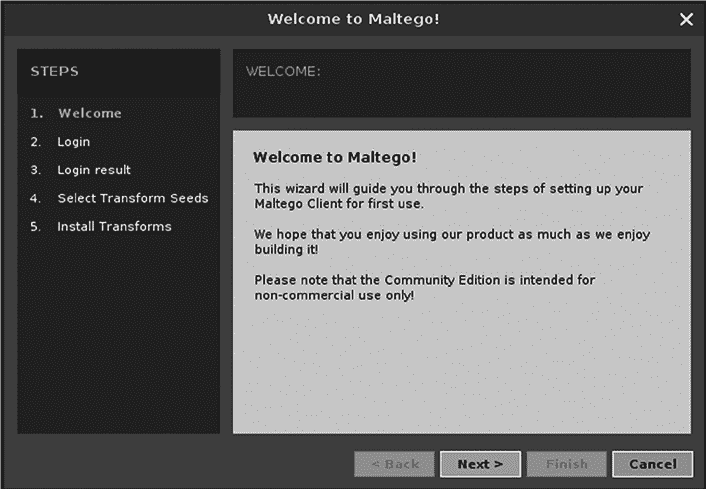 Welcome to Maltego!
STEPS
1. Welcome
2. Login
3. Login result
4. Select Transform Seeds
5. Install Transforms
WELCOME:
Welcome to Maltego!
This wizard will guide you through the steps of setting up your
Maltego Client for first use.
We hope that you enjoy using our product as much as we enjoy
building it!
Please note that the Community Edition is intended for
non-commercial use only!
< Back
Next >
Finish
Cancel